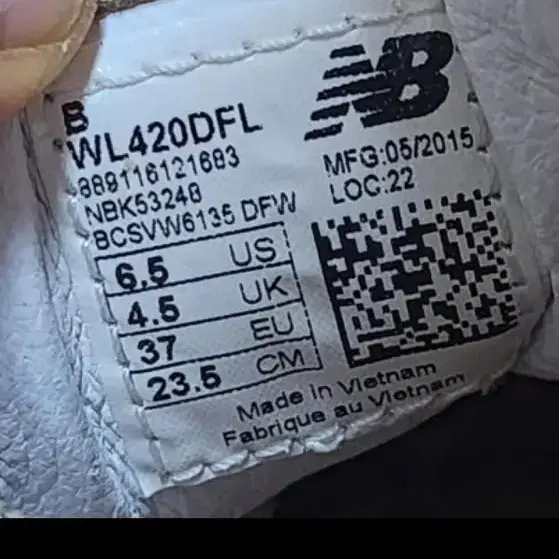 B
WL420DFL
889116121683
NBK53248
BCSVW6135 DFW
NB
MFG:05/2015
LOC:22
6.5 US
4.5 UK
37 EU
23.5 CM
Made in Vietnam
Fabrique au Vietnam